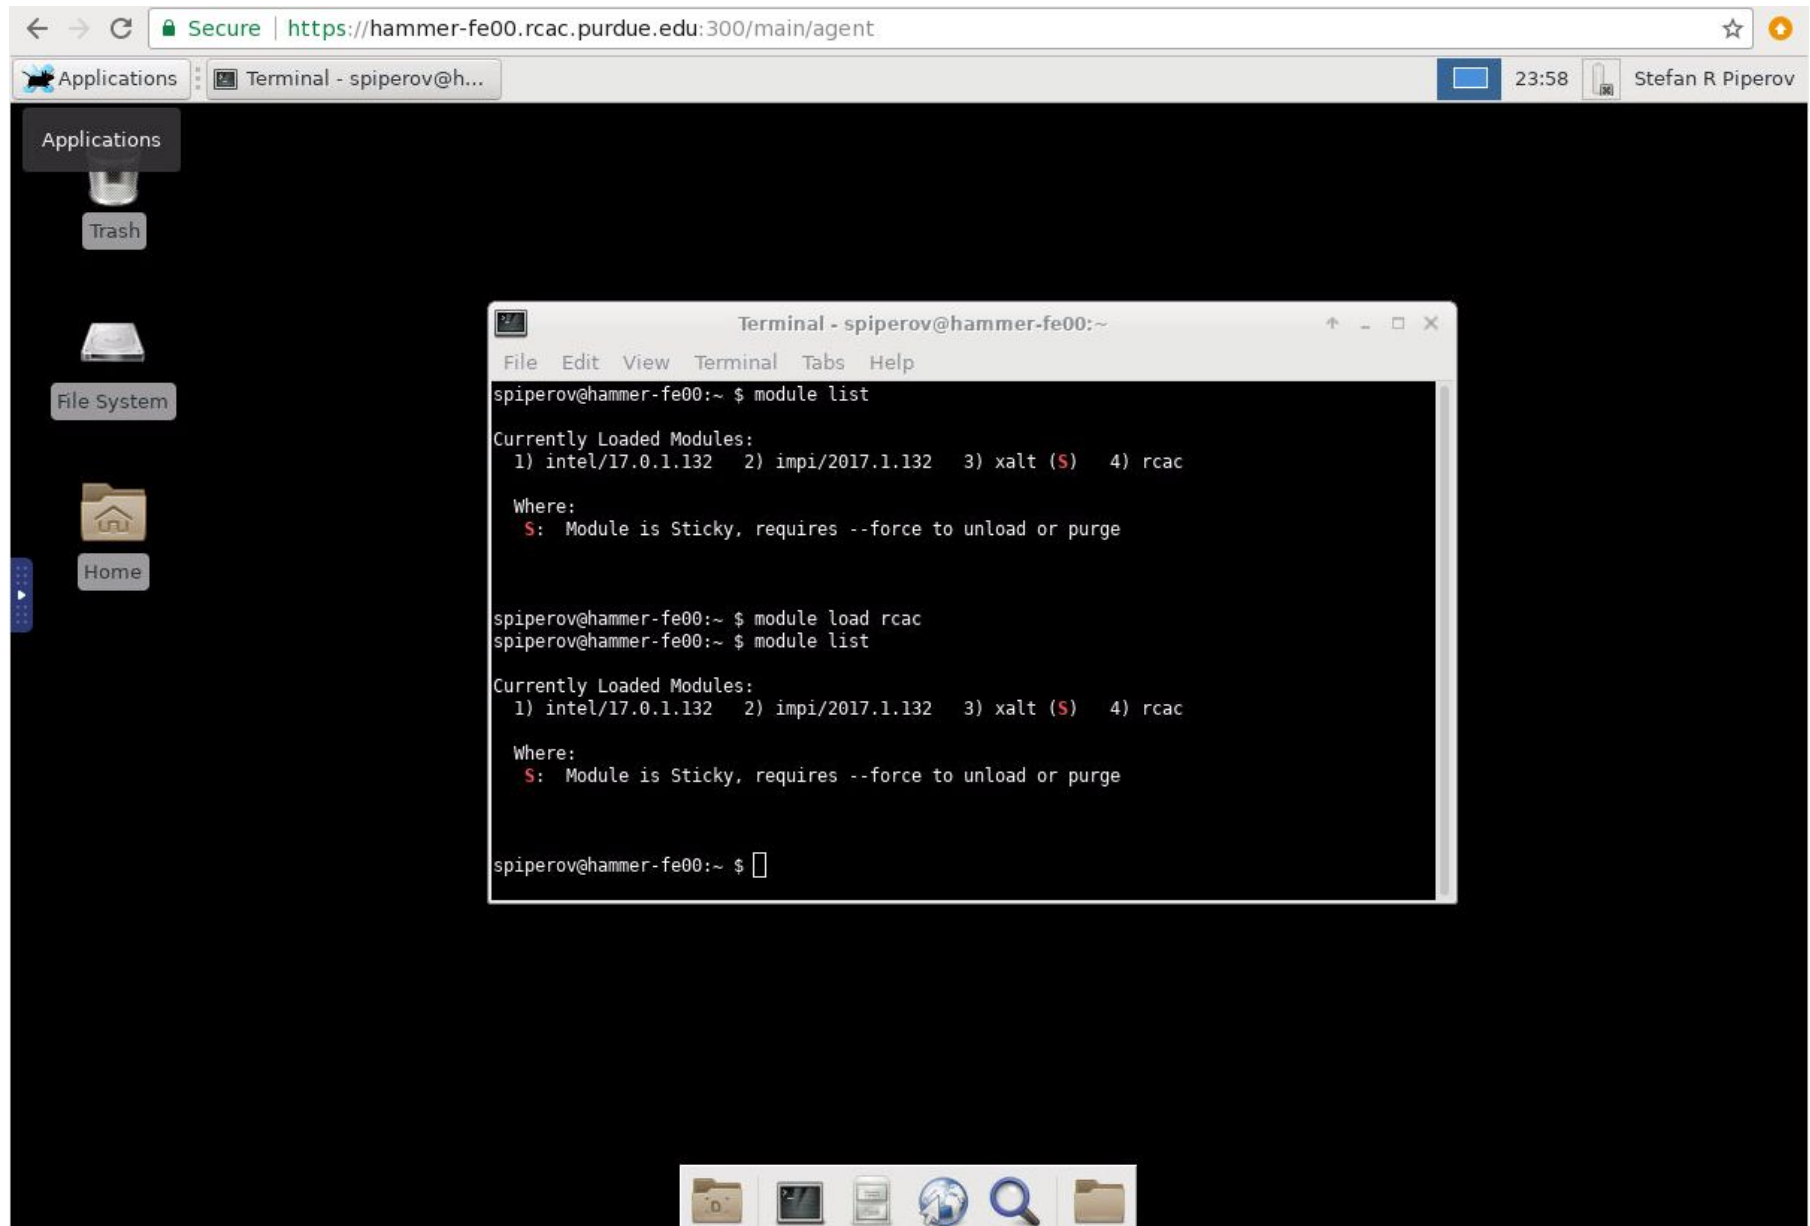 Secure | https://hammer-fe00.rcac.purdue.edu:300/main/agent
Applications Terminal - spiperov@h... 23:58 Stefan R Piperov
Applications
Trash
File System
Home
Terminal - spiperov@hammer-fe00:~
File Edit View Terminal Tabs Help
spiperov@hammer-fe00:~ $ module list
Currently Loaded Modules:
1) intel/17.0.1.132 2) impi/2017.1.132 3) xalt (S) 4) rcac
Where:
S: Module is Sticky, requires --force to unload or purge
spiperov@hammer-fe00:~ $ module load rcac
spiperov@hammer-fe00:~ $ module list
Currently Loaded Modules:
1) intel/17.0.1.132 2) impi/2017.1.132 3) xalt (S) 4) rcac
Where:
S: Module is Sticky, requires --force to unload or purge
spiperov@hammer-fe00:~ $